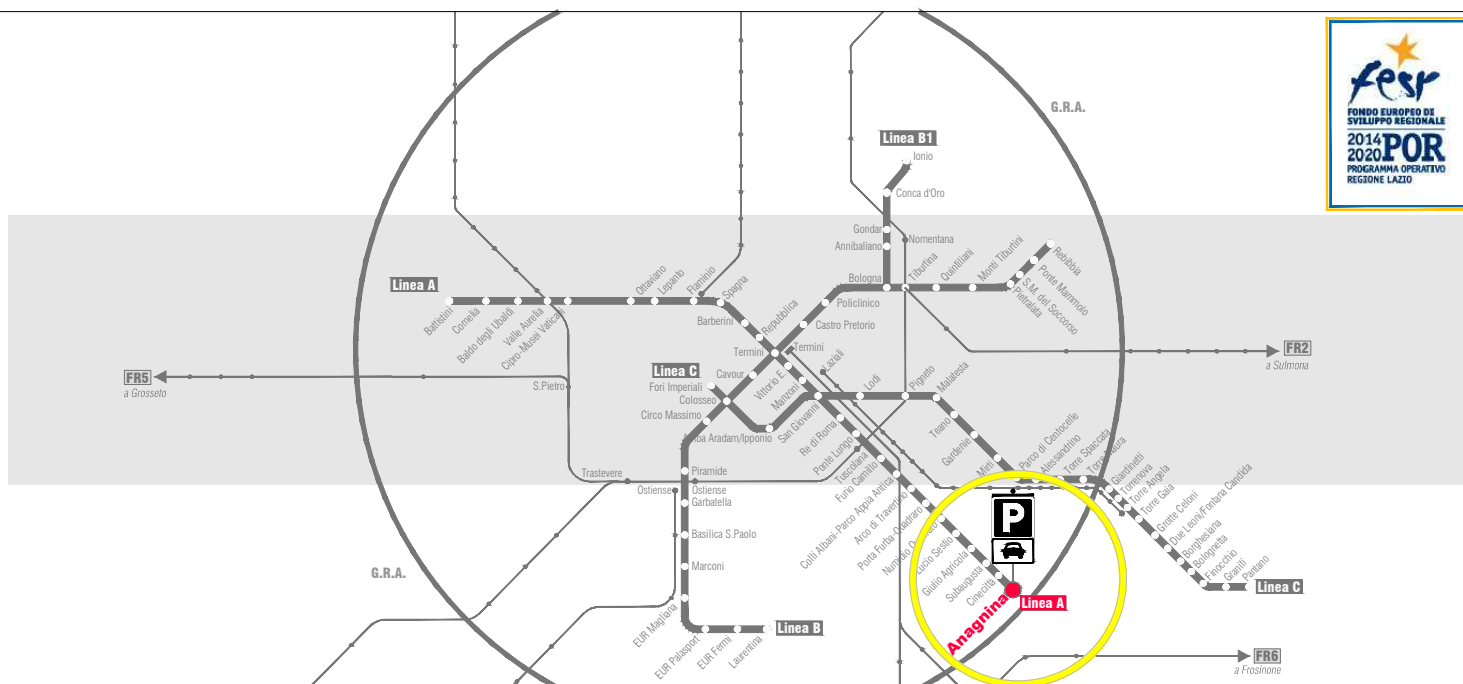 G.R.A.
fesr
FONDO EUROPEO DI
SVILUPPO REGIONALE
2014
2020 POR
PROGRAMMA OPERATIVO
REGIONE LAZIO
Linea B1
Ionio
Conca d'Oro
Gondar
Annibaliano
Nomentana
Bologna
Tiburtina
Quintiliani
Monti Tiburtini
Rebibbia
Ponte Mammolo
S.M. del Soccorso
Pietralata
Policlinico
Castro Pretorio
Linea A
Battistini
Cornelia
Baldo degli Ubaldi
Valle Aurelia
Cipro-Musei Vaticani
Ottaviano
Lepanto
Flaminio
Spagna
Barberini
Repubblica
Termini
Termini
Laziali
FR2
a Sulmona
FR5
a Grosseto
S.Pietro
Linea C
Fori Imperiali
Colosseo
Cavour
Circo Massimo
Vittorio E.
Manzoni
San Giovanni
Lodi
Pigneto
Malatesta
Teano
Gardenie
Mirti
Parco di Centocelle
Alessandrino
Torre Spaccata
Torre Maura
Giardinetti
Torrenova
Torre Angela
Torre Gaia
Grotte Celoni
Due Leoni/Fontana Candida
Borghesiana
Bolognetta
Finocchio
Graniti
Pantano
Linea C
Aradam/Ipponio
Re di Roma
Ponte Lungo
Tuscolana
Furio Camillo
Colli Albani-Parco Appia Antica
Arco di Travertino
Porta Furba-Quadraro
Numidio
Lucio Sestio
Giulio Agricola
Subaugusta
Cinecittà
Anagnina
Linea A
P
Trastevere
Ostiense
Piramide
Ostiense
Garbatella
Basilica S.Paolo
Marconi
EUR Magliana
EUR Palasport
EUR Fermi
Laurentina
Linea B
G.R.A.
FR6
a Frosinone